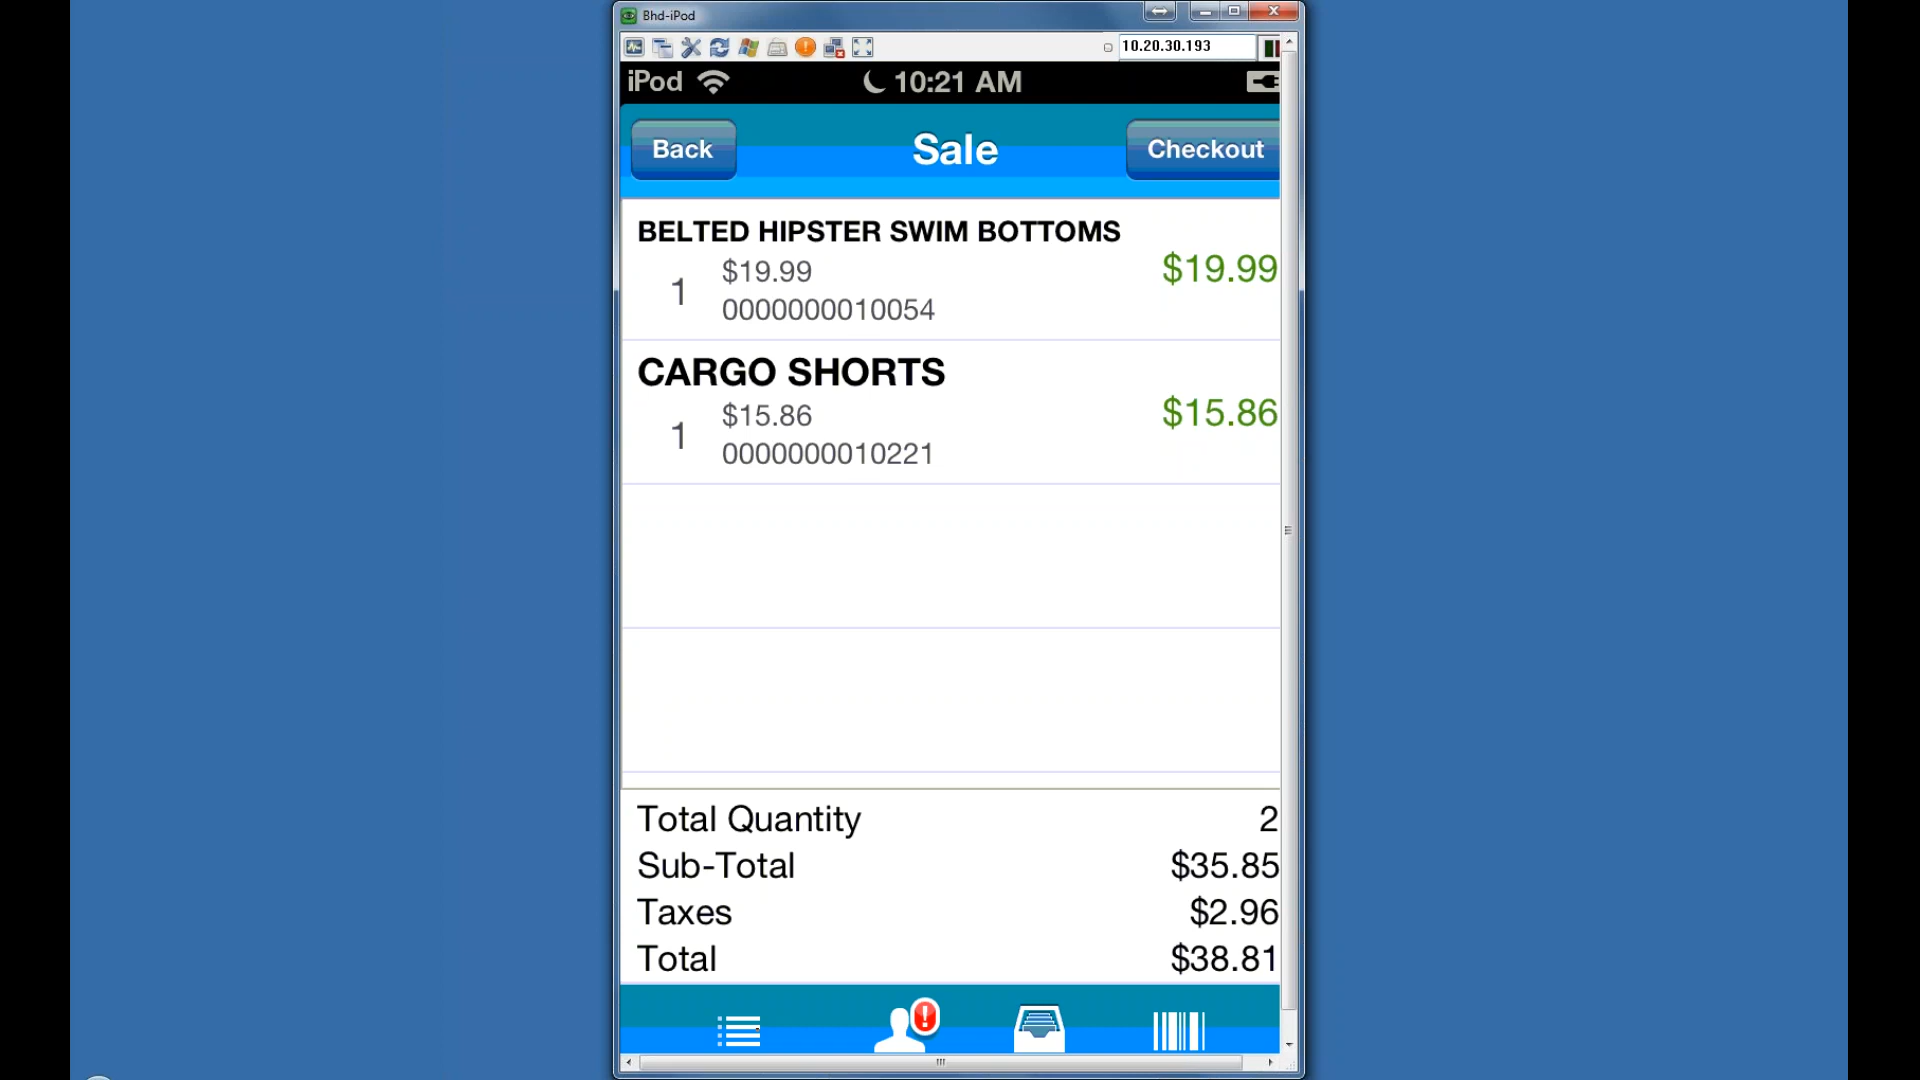 Bhd-iPod
10.20.30.193
iPod 10:21 AM
Back Sale Checkout
BELTED HIPSTER SWIM BOTTOMS
1 $19.99 $19.99
0000000010054
CARGO SHORTS
1 $15.86 $15.86
0000000010221
Total Quantity 2
Sub-Total $35.85
Taxes $2.96
Total $38.81